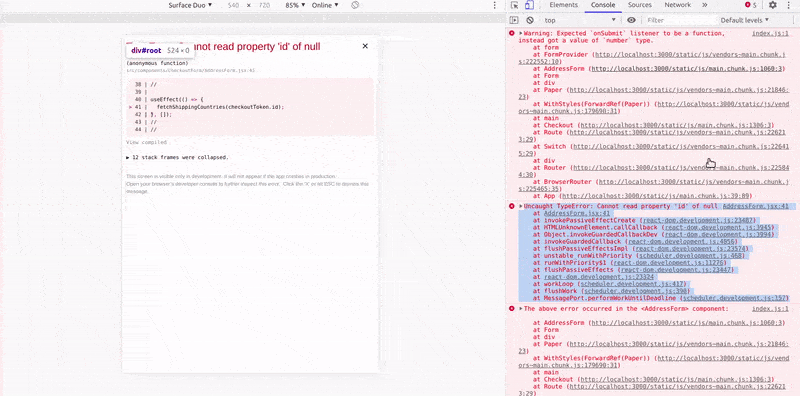 Surface Duo ▾ 540 × 720 85% ▾ Online ▾
Elements Console Sources Network » 5
top Filter Default levels ▾
div#root 524 × 0
nnot read property 'id' of null ×
(anonymous function)
src/components/CheckoutForm/AddressForm.jsx:41
38 | //
39 |
40 | useEffect(() => {
> 41 | fetchShippingCountries(checkoutToken.id);
42 | }, []);
43 | //
44 | //
View compiled
▶ 12 stack frames were collapsed.
This screen is visible only in development. It will not appear if the app crashes in production.
Open your browser's developer console to further inspect this error. Click the 'X' or hit ESC to dismiss this
message.
Warning: Expected `onSubmit` listener to be a function, index.js:1
instead got a value of `number` type.
at form
at FormProvider (http://localhost:3000/static/js/vendors-main.chunk.j
s:222552:10)
at AddressForm (http://localhost:3000/static/js/main.chunk.js:1060:3)
at form
at div
at Paper (http://localhost:3000/static/js/vendors-main.chunk.js:21846:
23)
at WithStyles(ForwardRef(Paper)) (http://localhost:3000/static/js/vend
ors-main.chunk.js:179690:31)
at main
at Checkout (http://localhost:3000/static/js/main.chunk.js:1306:3)
at Route (http://localhost:3000/static/js/vendors-main.chunk.js:22621
3:29)
at Switch (http://localhost:3000/static/js/vendors-main.chunk.js:22641
5:29)
at div
at Router (http://localhost:3000/static/js/vendors-main.chunk.js:22584
4:30)
at BrowserRouter (http://localhost:3000/static/js/vendors-main.chunk.j
s:225465:35)
at App (http://localhost:3000/static/js/main.chunk.js:39:89)
Uncaught TypeError: Cannot read property 'id' of null AddressForm.jsx:41
at AddressForm.jsx:41
at invokePassiveEffectCreate (react-dom.development.js:23487)
at HTMLUnknownElement.callCallback (react-dom.development.js:3945)
at Object.invokeGuardedCallbackDev (react-dom.development.js:3994)
at invokeGuardedCallback (react-dom.development.js:4056)
at flushPassiveEffectsImpl (react-dom.development.js:23574)
at unstable_runWithPriority (scheduler.development.js:468)
at runWithPriority$1 (react-dom.development.js:11276)
at flushPassiveEffects (react-dom.development.js:23447)
at react-dom.development.js:23324
at workLoop (scheduler.development.js:417)
at flushWork (scheduler.development.js:390)
at MessagePort.performWorkUntilDeadline (scheduler.development.js:157)
The above error occurred in the <AddressForm> component: index.js:1
at AddressForm (http://localhost:3000/static/js/main.chunk.js:1060:3)
at Form
at div
at Paper (http://localhost:3000/static/js/vendors-main.chunk.js:21846:
23)
at WithStyles(ForwardRef(Paper)) (http://localhost:3000/static/js/vend
ors-main.chunk.js:179690:31)
at main
at Checkout (http://localhost:3000/static/js/main.chunk.js:1306:3)
at Route (http://localhost:3000/static/js/vendors-main.chunk.js:22621
3:29)